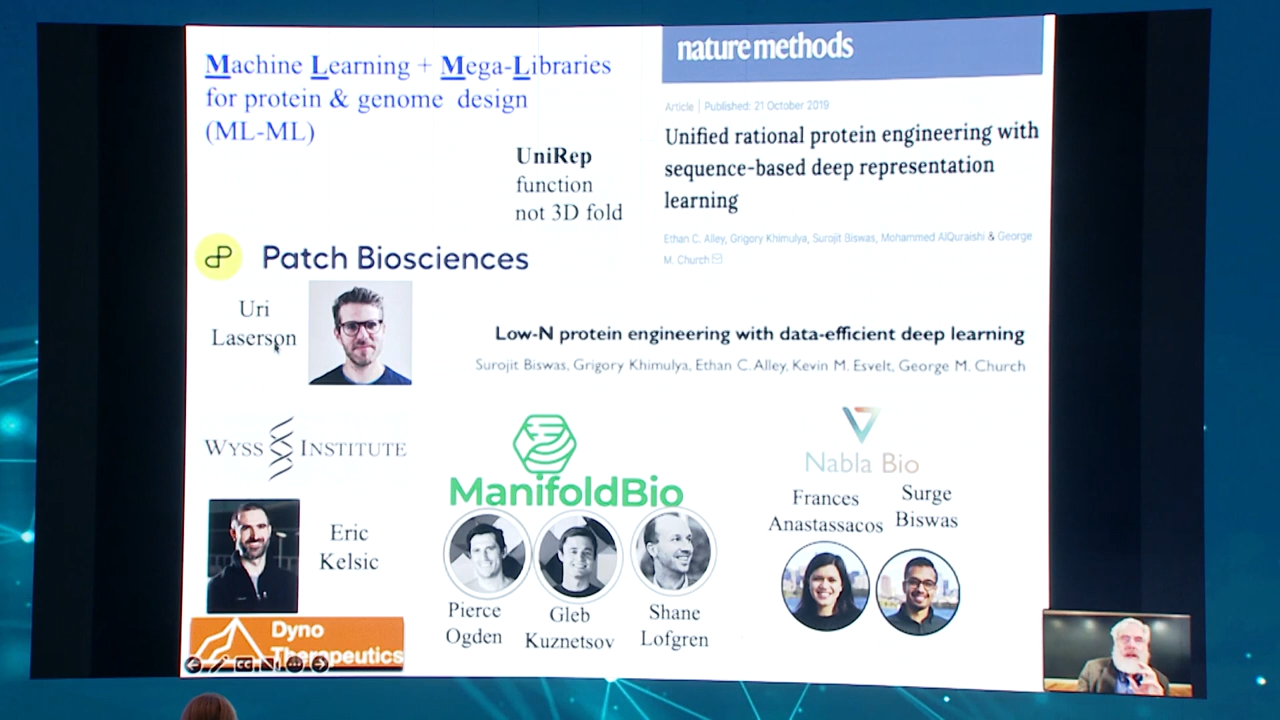 Machine Learning + Mega-Libraries
for protein & genome design
(ML-ML)
UniRep
function
not 3D fold
nature methods
Article | Published: 21 October 2019
Unified rational protein engineering with
sequence-based deep representation
learning
Ethan C. Alley, Grigory Khimulya, Surojit Biswas, Mohammed AlQuraishi & George
M. Church
Patch Biosciences
Uri
Laserson
Low-N protein engineering with data-efficient deep learning
Surojit Biswas, Grigory Khimulya, Ethan C. Alley, Kevin M. Esvelt, George M. Church
WYSS INSTITUTE
Eric
Kelsic
Dyno
Therapeutics
CC
ManifoldBio
Pierce
Ogden
Gleb
Kuznetsov
Shane
Lofgren
Nabla Bio
Frances
Anastassacos
Surge
Biswas